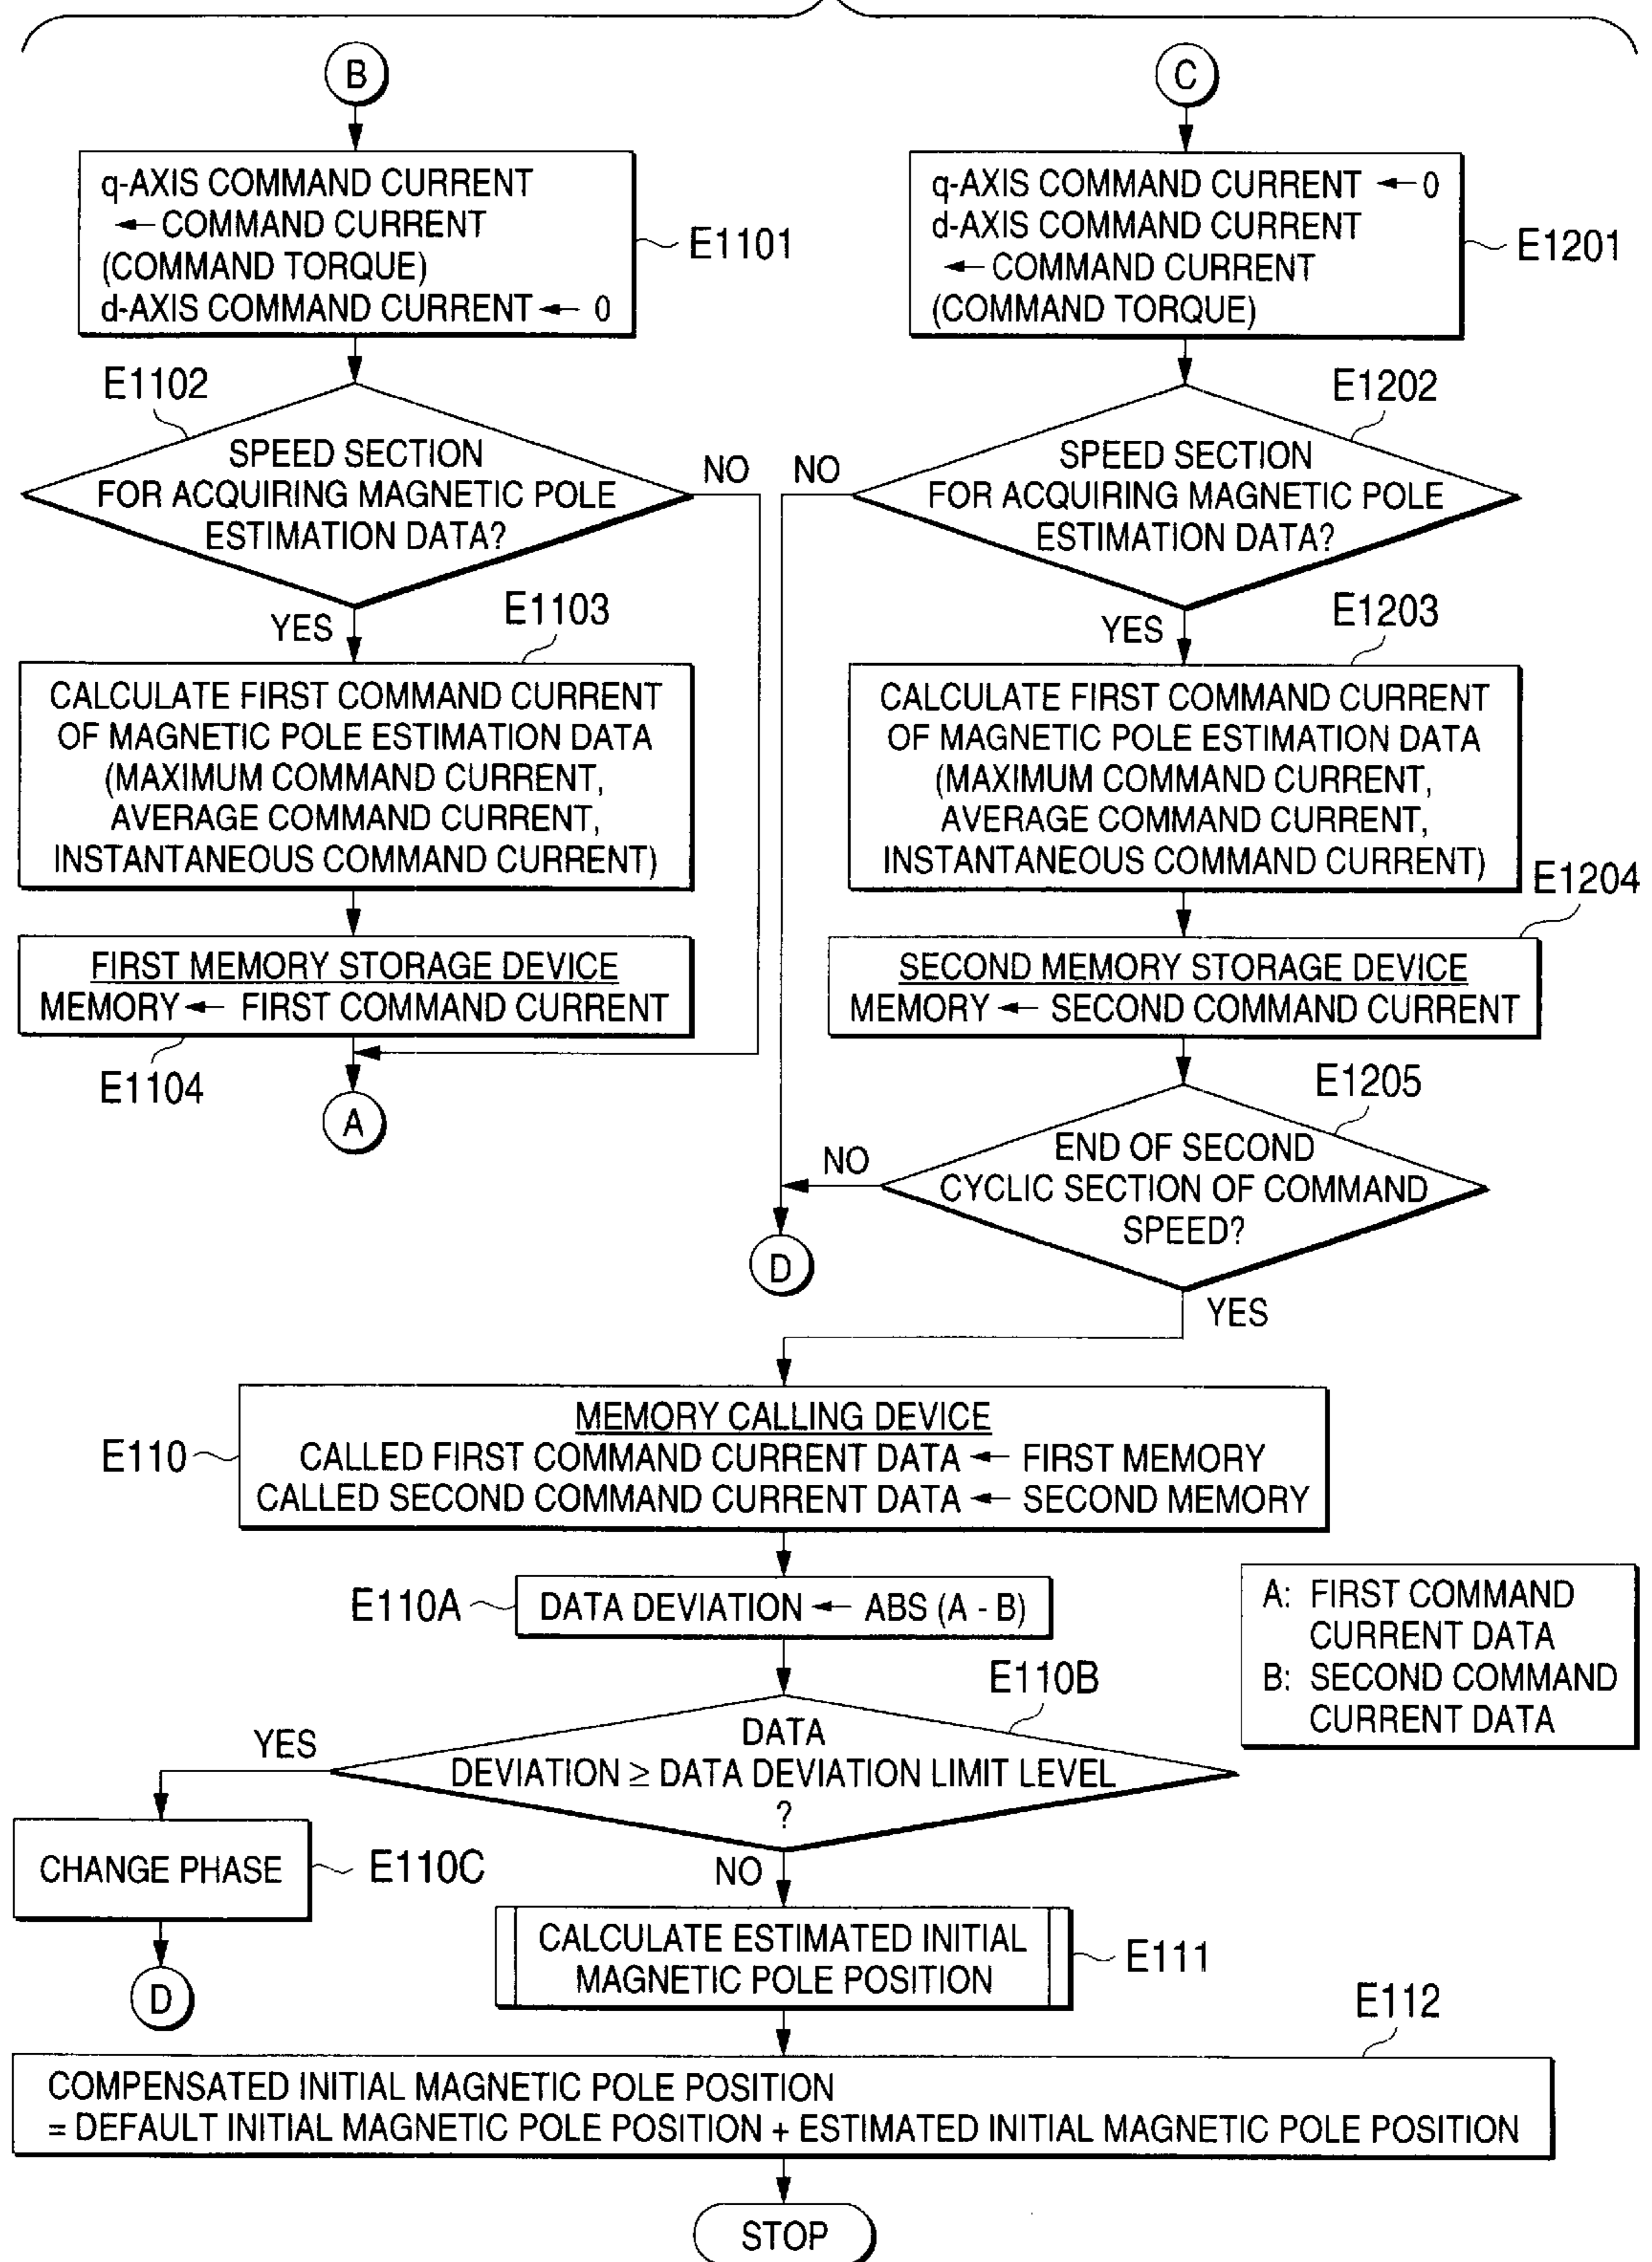 B
q-AXIS COMMAND CURRENT
← COMMAND CURRENT
(COMMAND TORQUE)
d-AXIS COMMAND CURRENT ← 0
E1101
E1102
SPEED SECTION
FOR ACQUIRING MAGNETIC POLE
ESTIMATION DATA?
NO
YES
E1103
CALCULATE FIRST COMMAND CURRENT
OF MAGNETIC POLE ESTIMATION DATA
(MAXIMUM COMMAND CURRENT,
AVERAGE COMMAND CURRENT,
INSTANTANEOUS COMMAND CURRENT)
FIRST MEMORY STORAGE DEVICE
MEMORY ← FIRST COMMAND CURRENT
E1104
A
C
q-AXIS COMMAND CURRENT ← 0
d-AXIS COMMAND CURRENT
← COMMAND CURRENT
(COMMAND TORQUE)
E1201
E1202
SPEED SECTION
FOR ACQUIRING MAGNETIC POLE
ESTIMATION DATA?
NO
YES
E1203
CALCULATE FIRST COMMAND CURRENT
OF MAGNETIC POLE ESTIMATION DATA
(MAXIMUM COMMAND CURRENT,
AVERAGE COMMAND CURRENT,
INSTANTANEOUS COMMAND CURRENT)
E1204
SECOND MEMORY STORAGE DEVICE
MEMORY ← SECOND COMMAND CURRENT
E1205
END OF SECOND
CYCLIC SECTION OF COMMAND
SPEED?
NO
D
YES
E110
MEMORY CALLING DEVICE
CALLED FIRST COMMAND CURRENT DATA ← FIRST MEMORY
CALLED SECOND COMMAND CURRENT DATA ← SECOND MEMORY
E110A
DATA DEVIATION ← ABS (A - B)
A: FIRST COMMAND
CURRENT DATA
B: SECOND COMMAND
CURRENT DATA
E110B
DATA
DEVIATION ≥ DATA DEVIATION LIMIT LEVEL
?
YES
CHANGE PHASE
E110C
D
NO
CALCULATE ESTIMATED INITIAL
MAGNETIC POLE POSITION
E111
E112
COMPENSATED INITIAL MAGNETIC POLE POSITION
= DEFAULT INITIAL MAGNETIC POLE POSITION + ESTIMATED INITIAL MAGNETIC POLE POSITION
STOP